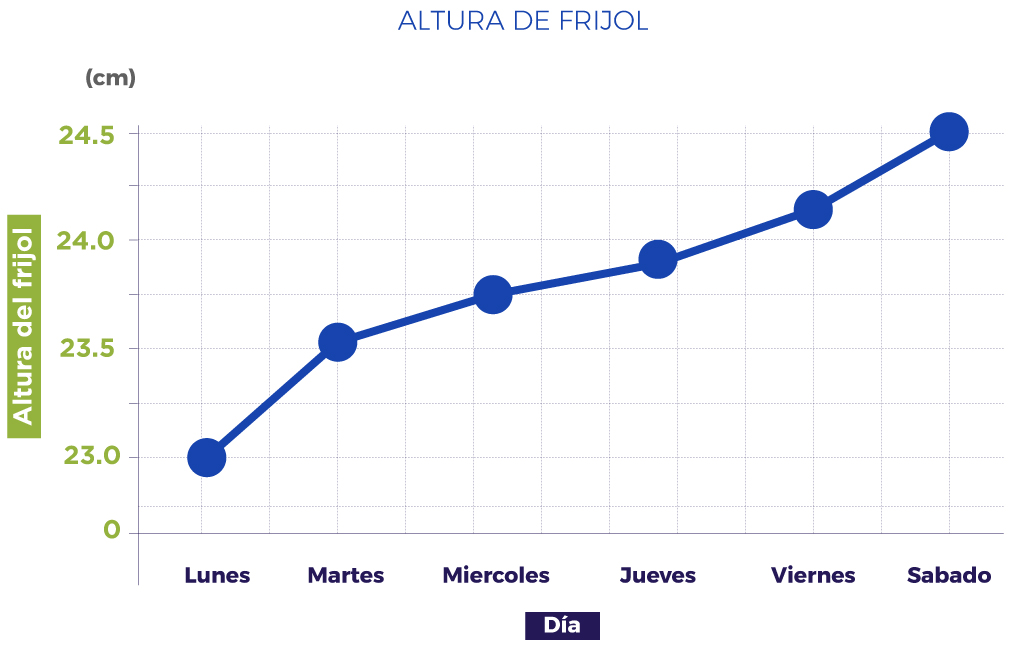 ALTURA DE FRIJOL
(cm)
24.5
24.0
23.5
23.0
0
Altura del frijol
Lunes Martes Miercoles Jueves Viernes Sabado
Día